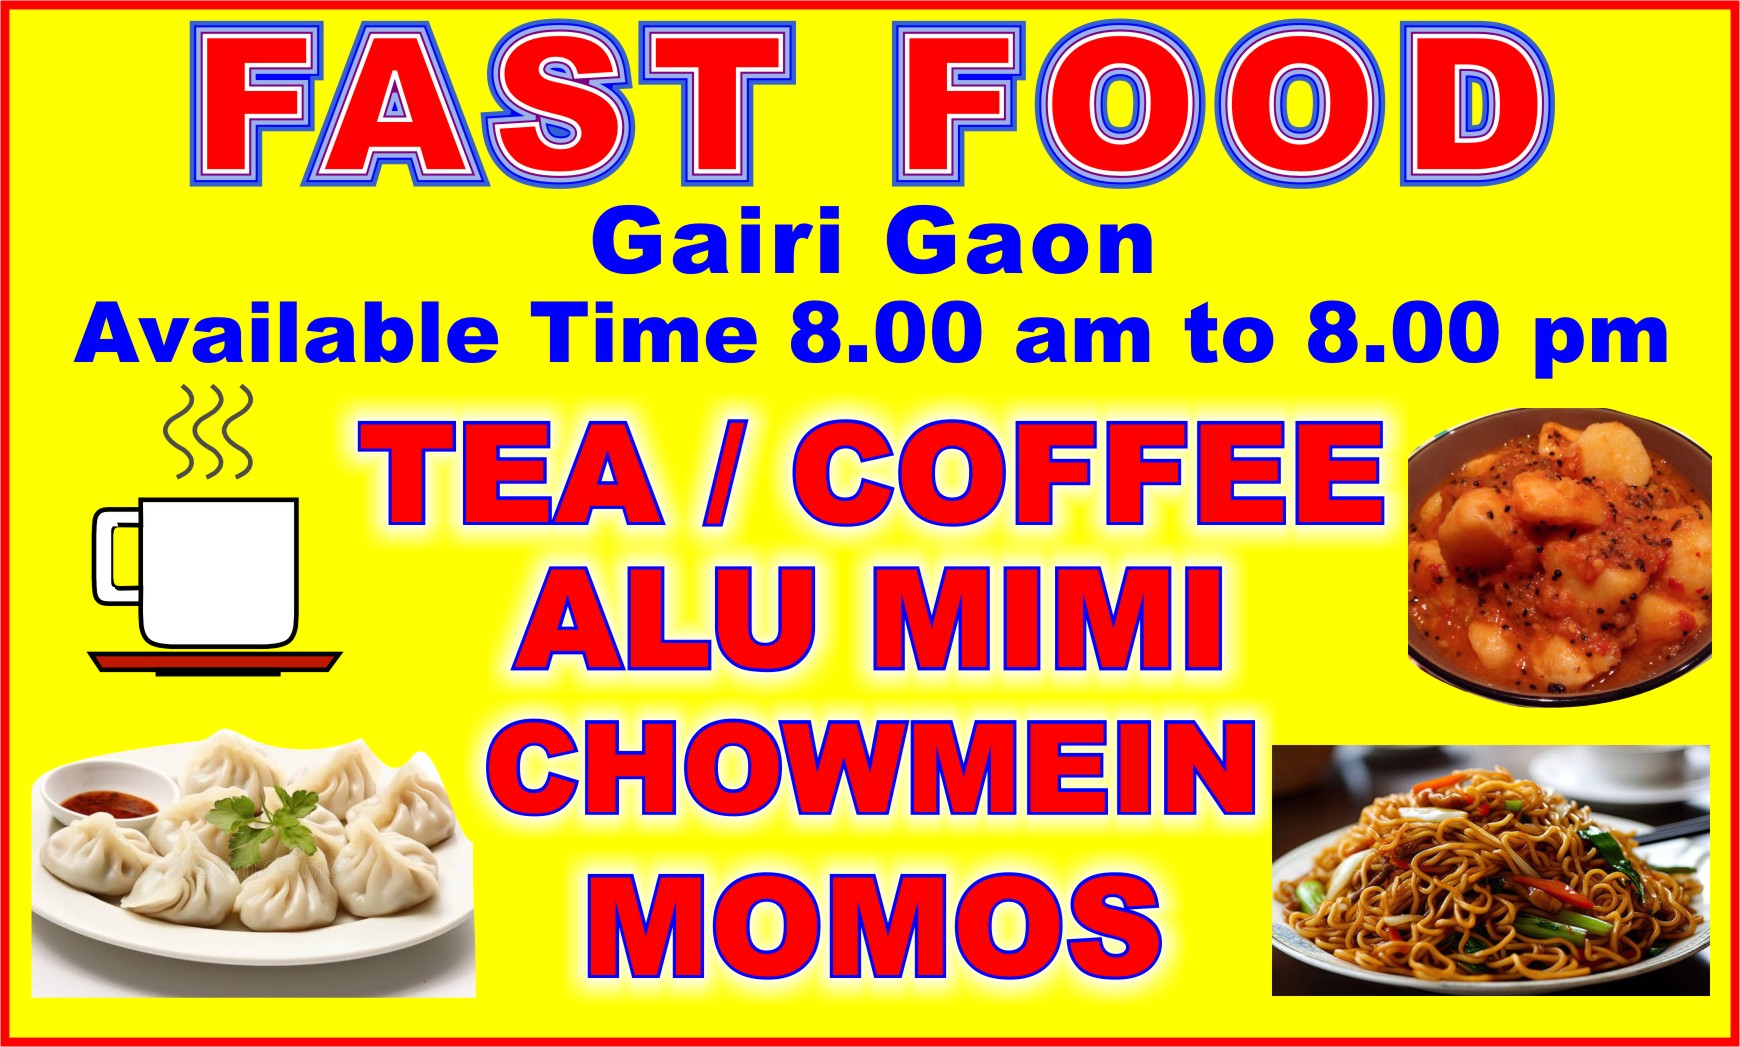 FAST FOOD
Gairi Gaon
Available Time 8.00 am to 8.00 pm
TEA / COFFEE
ALU MIMI
CHOWMEIN
MOMOS